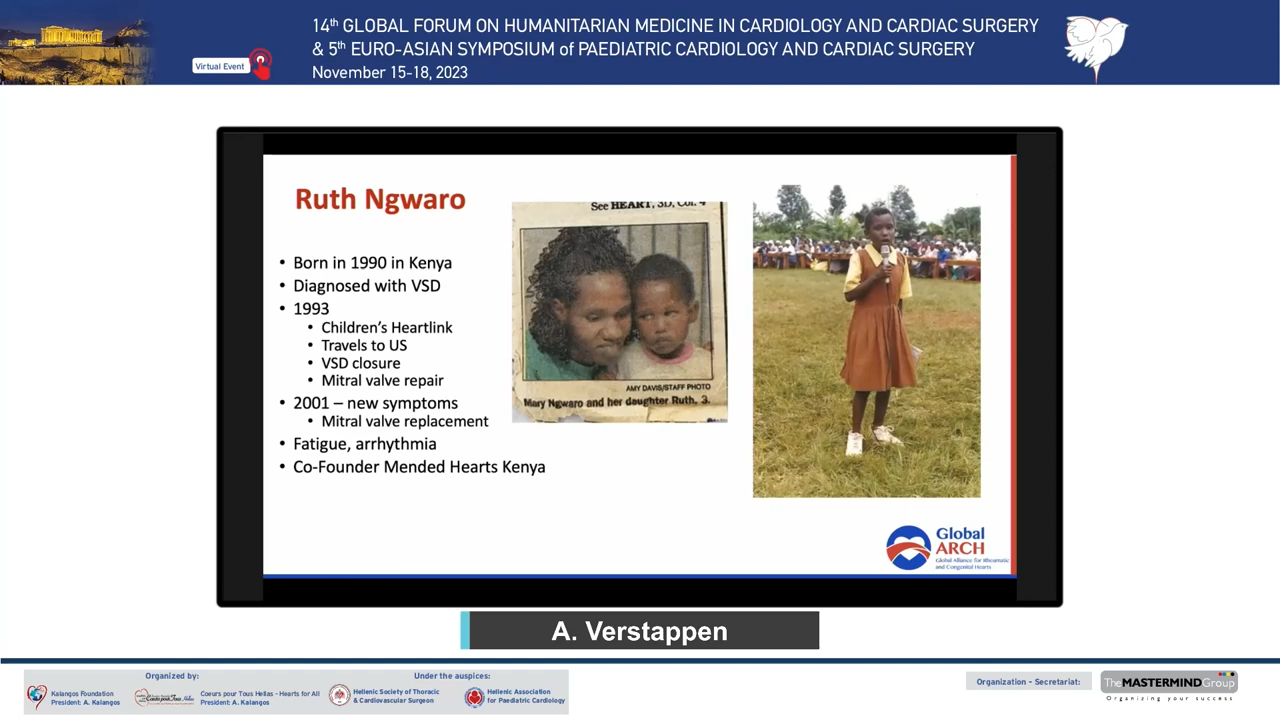 14th GLOBAL FORUM ON HUMANITARIAN MEDICINE IN CARDIOLOGY AND CARDIAC SURGERY
& 5th EURO-ASIAN SYMPOSIUM of PAEDIATRIC CARDIOLOGY AND CARDIAC SURGERY
November 15-18, 2023
Virtual Event
Ruth Ngwaro
• Born in 1990 in Kenya
• Diagnosed with VSD
• 1993
• Children's Heartlink
• Travels to US
• VSD closure
• Mitral valve repair
• 2001 – new symptoms
• Mitral valve replacement
• Fatigue, arrhythmia
• Co-Founder Mended Hearts Kenya
See HEART, 3D, Col. 4
AMY DAVIS/STAFF PHOTO
Mary Ngwaro and her daughter Ruth, 3.
Global
ARCH
Global Alliance for Rheumatic
and Congenital Hearts
A. Verstappen
Organized by:
Under the auspices:
Kalangos Foundation
President: A. Kalangos
Coeurs pour Tous Hellas - Hearts for All
President: A. Kalangos
Hellenic Society of Thoracic
& Cardiovascular Surgeon
Hellenic Association
for Paediatric Cardiology
Organization - Secretariat:
The MASTERMIND Group
Organizing your success